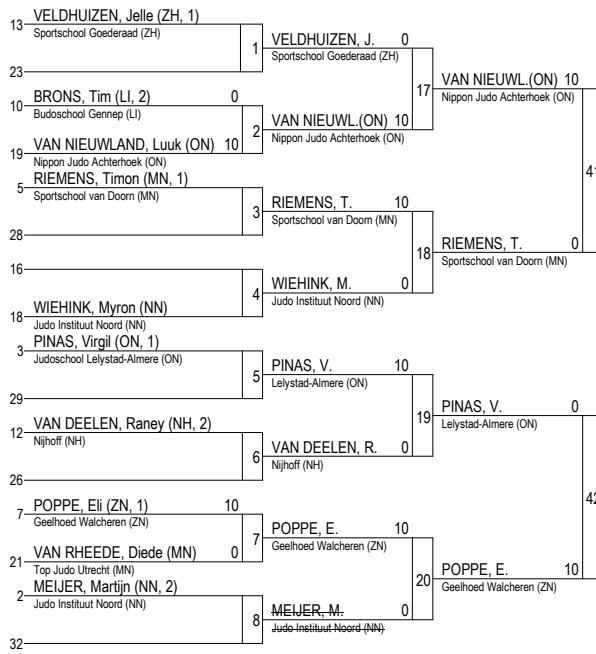 13 VELDHUIZEN, Jelle (ZH, 1)
Sportschool Goederaad (ZH)
1 VELDHUIZEN, J. 0
Sportschool Goederaad (ZH)
23
17 VAN NIEUWL.(ON) 10
Nippon Judo Achterhoek (ON)
10 BRONS, Tim (LI, 2) 0
Budoschool Gennep (LI)
2 VAN NIEUWL.(ON) 10
Nippon Judo Achterhoek (ON)
19 VAN NIEUWLAND, Luuk (ON) 10
Nippon Judo Achterhoek (ON)
41
5 RIEMENS, Timon (MN, 1)
Sportschool van Doorn (MN)
3 RIEMENS, T. 10
Sportschool van Doorn (MN)
28
18 RIEMENS, T. 0
Sportschool van Doorn (MN)
16
4 WIEHINK, M. 0
Judo Instituut Noord (NN)
18 WIEHINK, Myron (NN)
Judo Instituut Noord (NN)
3 PINAS, Virgil (ON, 1)
Judoschool Lelystad-Almere (ON)
5 PINAS, V. 10
Lelystad-Almere (ON)
29
19 PINAS, V. 0
Lelystad-Almere (ON)
12 VAN DEELEN, Raney (NH, 2)
Nijhoff (NH)
6 VAN DEELEN, R. 0
Nijhoff (NH)
26
42
7 POPPE, Eli (ZN, 1) 10
Geelhoed Walcheren (ZN)
7 POPPE, E. 10
Geelhoed Walcheren (ZN)
21 VAN RHEEDE, Diede (MN) 0
Top Judo Utrecht (MN)
20 POPPE, E. 10
Geelhoed Walcheren (ZN)
2 MEIJER, Martijn (NN, 2)
Judo Instituut Noord (NN)
8 MEIJER, M. 0
Judo Instituut Noord (NN)
32